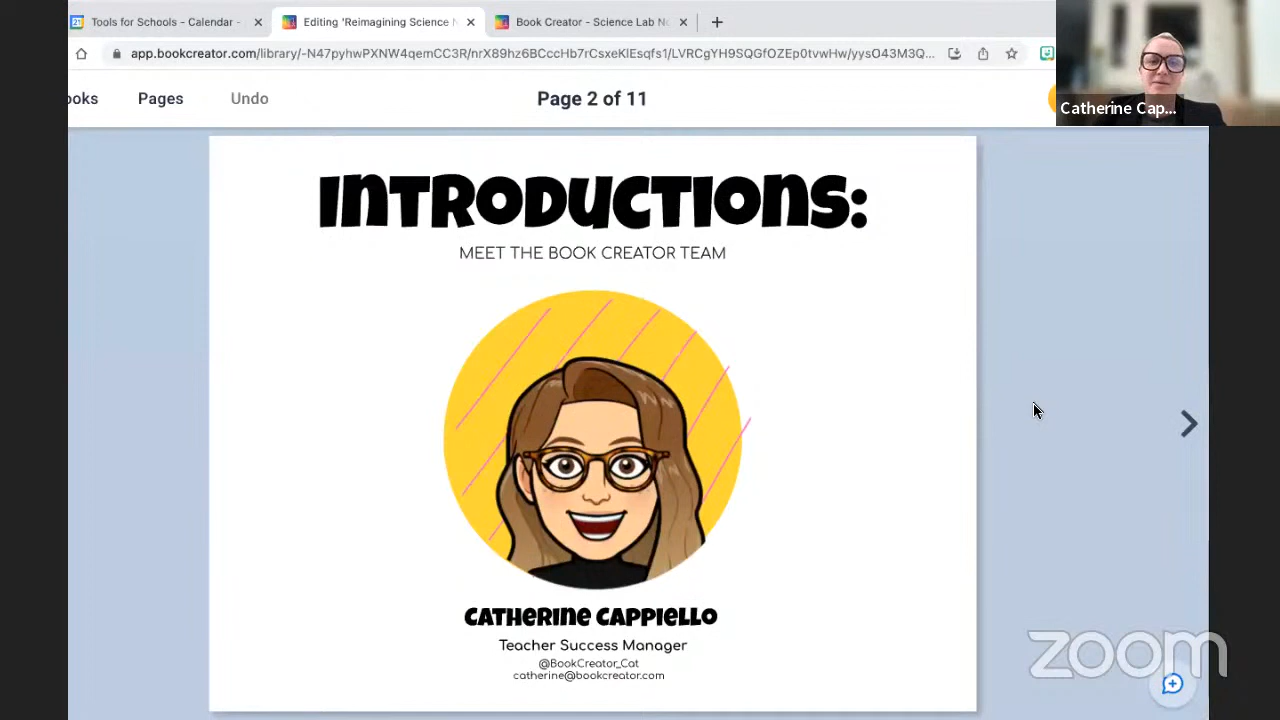 Tools for Schools - Calendar -
Editing 'Reimagining Science N
Book Creator - Science Lab No
app.bookcreator.com/library/-N47pyhwPXNW4qemCC3R/nrX89hz6BCccHb7rCsxeKlEsqfs1/LVRCgYH9SQGfOZEp0tvwHw/yysO43M3Q...
ooks
Pages
Undo
Page 2 of 11
Catherine Cap...
INTRODUCTIONS:
MEET THE BOOK CREATOR TEAM
CATHERINE CAPPIELLO
Teacher Success Manager
@BookCreator_Cat
catherine@bookcreator.com
zoom